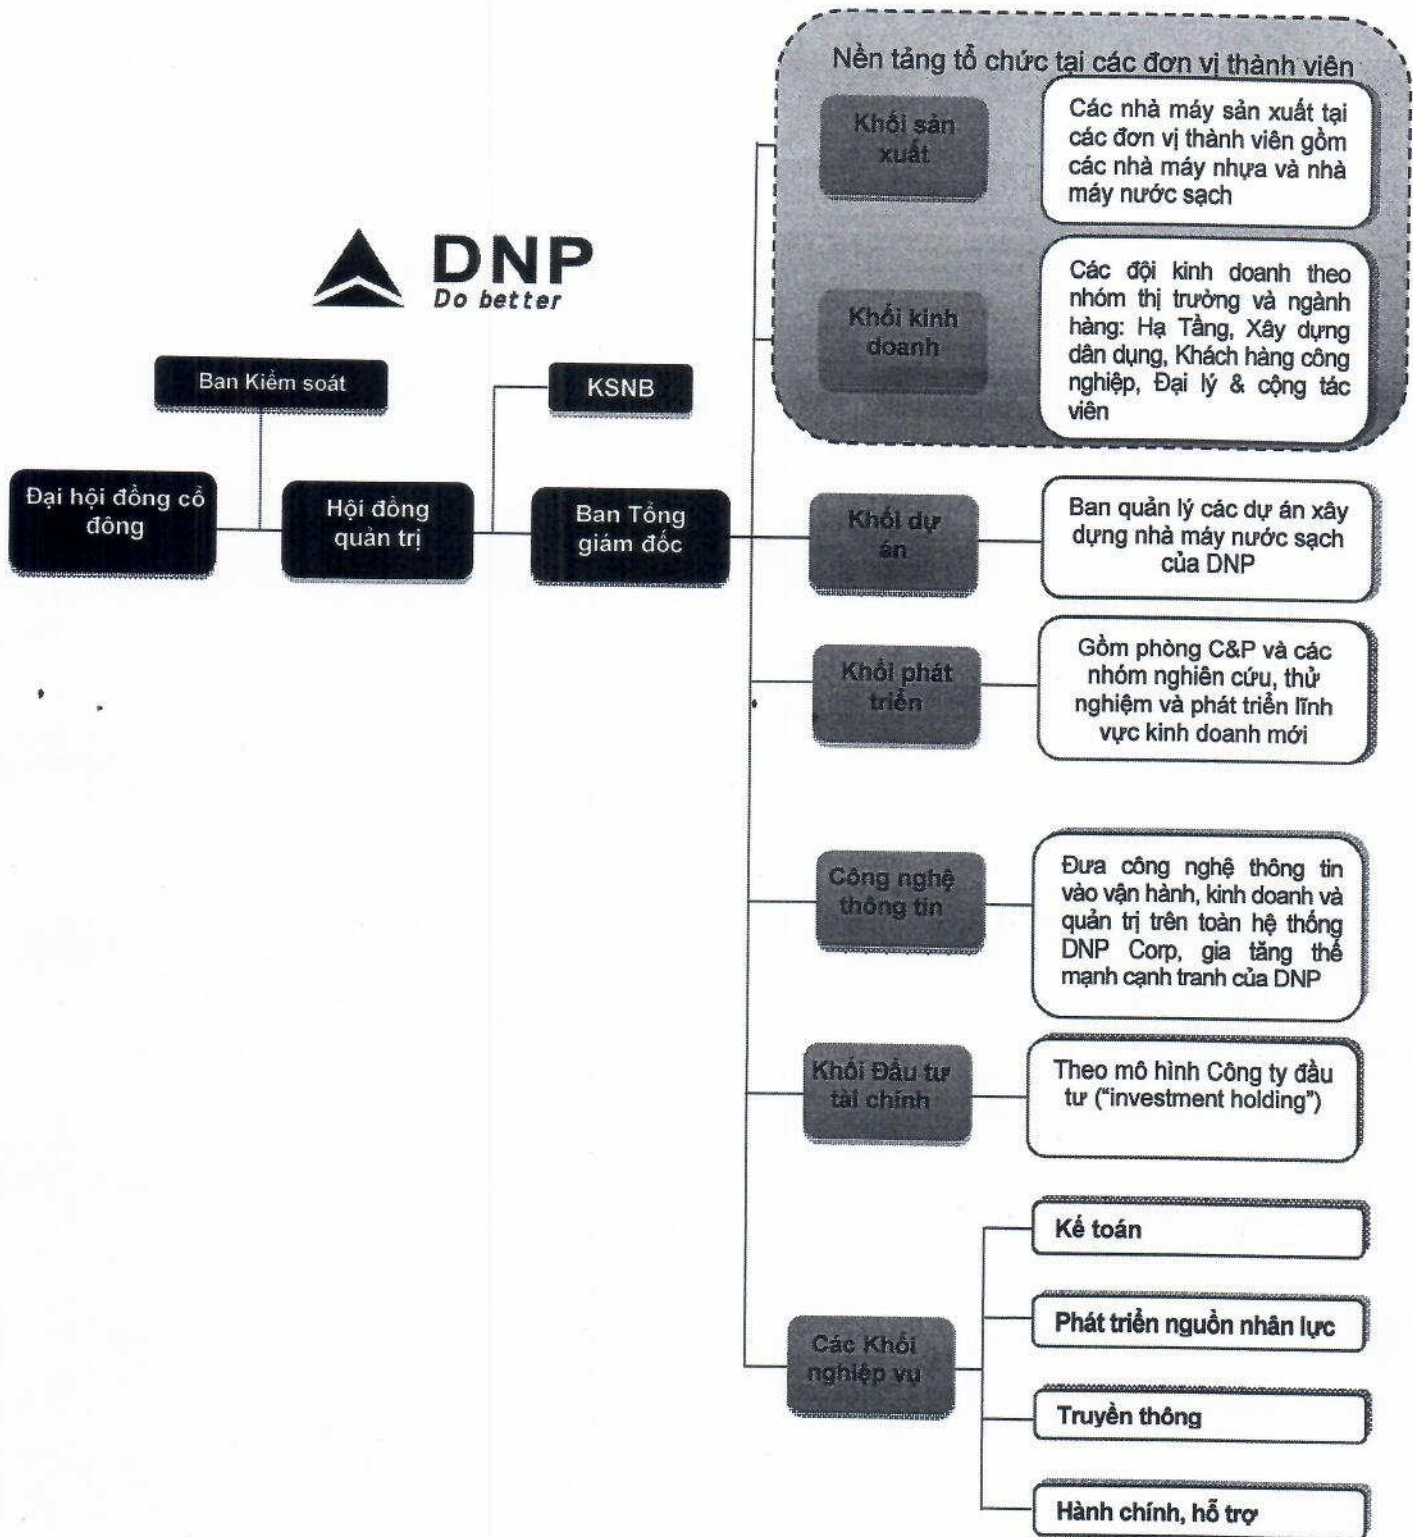 Nền tảng tổ chức tại các đơn vị thành viên
Khối sản
xuất
Các nhà máy sản xuất tại
các đơn vị thành viên gồm
các nhà máy nhựa và nhà
máy nước sạch
DNP
Do better
Khối kinh
doanh
Các đội kinh doanh theo
nhóm thị trường và ngành
hàng: Hạ Tầng, Xây dựng
dân dụng, Khách hàng công
nghiệp, Đại lý & cộng tác
viên
Ban Kiểm soát
KSNB
Đại hội đồng cổ
đông
Hội đồng
quản trị
Ban Tổng
giám đốc
Khối dự
án
Ban quản lý các dự án xây
dựng nhà máy nước sạch
của DNP
Khối phát
triển
Gồm phòng C&P và các
nhóm nghiên cứu, thử
nghiệm và phát triển lĩnh
vực kinh doanh mới
Công nghệ
thông tin
Đưa công nghệ thông tin
vào vận hành, kinh doanh và
quản trị trên toàn hệ thống
DNP Corp, gia tăng thế
mạnh cạnh tranh của DNP
Khối Đầu tư
tài chính
Theo mô hình Công ty đầu
tư ("investment holding")
Các Khối
nghiệp vụ
Kế toán
Phát triển nguồn nhân lực
Truyền thông
Hành chính, hỗ trợ